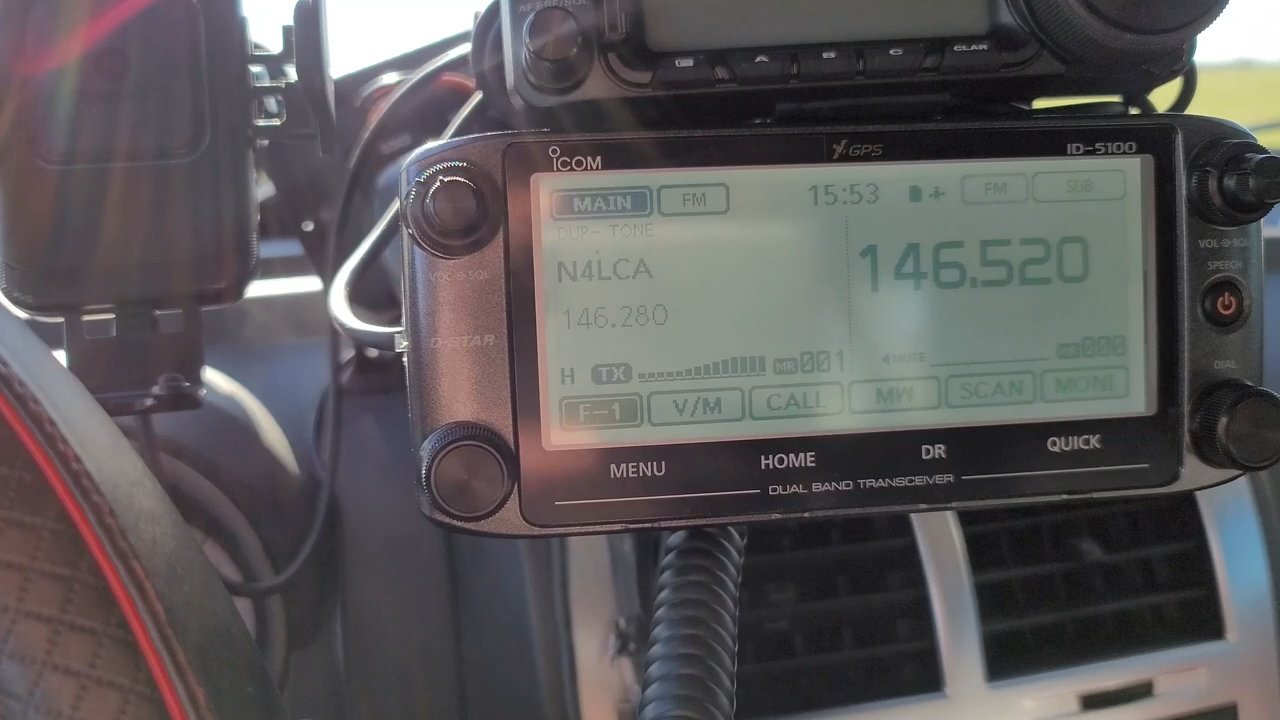 AF⊕RF/SQL
A B C CLAR
ICOM GPS ID-5100
MAIN FM 15:53 FM SUB
DUP- TONE
N4LCA 146.520
146.280
H TX MR 001 MUTE 000
F-1 V/M CALL MW SCAN MONI
MENU HOME DR QUICK
DUAL BAND TRANSCEIVER
VOL⊕SQL
D-STAR
VOL⊕SQL
SPEECH
DIAL